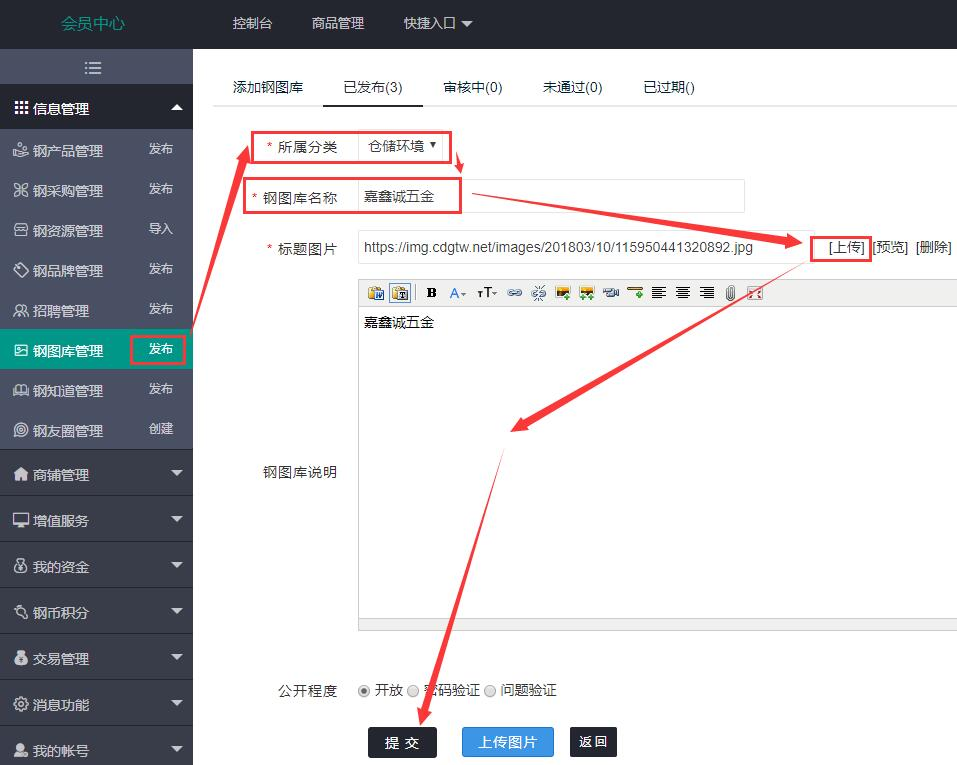 会员中心 控制台 商品管理 快捷入口
添加钢图库 已发布(3) 审核中(0) 未通过(0) 已过期()
信息管理
钢产品管理 发布
钢采购管理 发布
钢资源管理 导入
钢品牌管理 发布
招聘管理 发布
钢图库管理 发布
钢知道管理 发布
钢友圈管理 创建
商铺管理
增值服务
我的资金
钢币积分
交易管理
消息功能
我的帐号
* 所属分类 仓储环境
* 钢图库名称 嘉鑫诚五金
* 标题图片 https://img.cdgtw.net/images/201803/10/115950441320892.jpg [上传] [预览] [删除]
B A TT
嘉鑫诚五金
钢图库说明
公开程度 开放 密码验证 问题验证
提 交 上传图片 返回